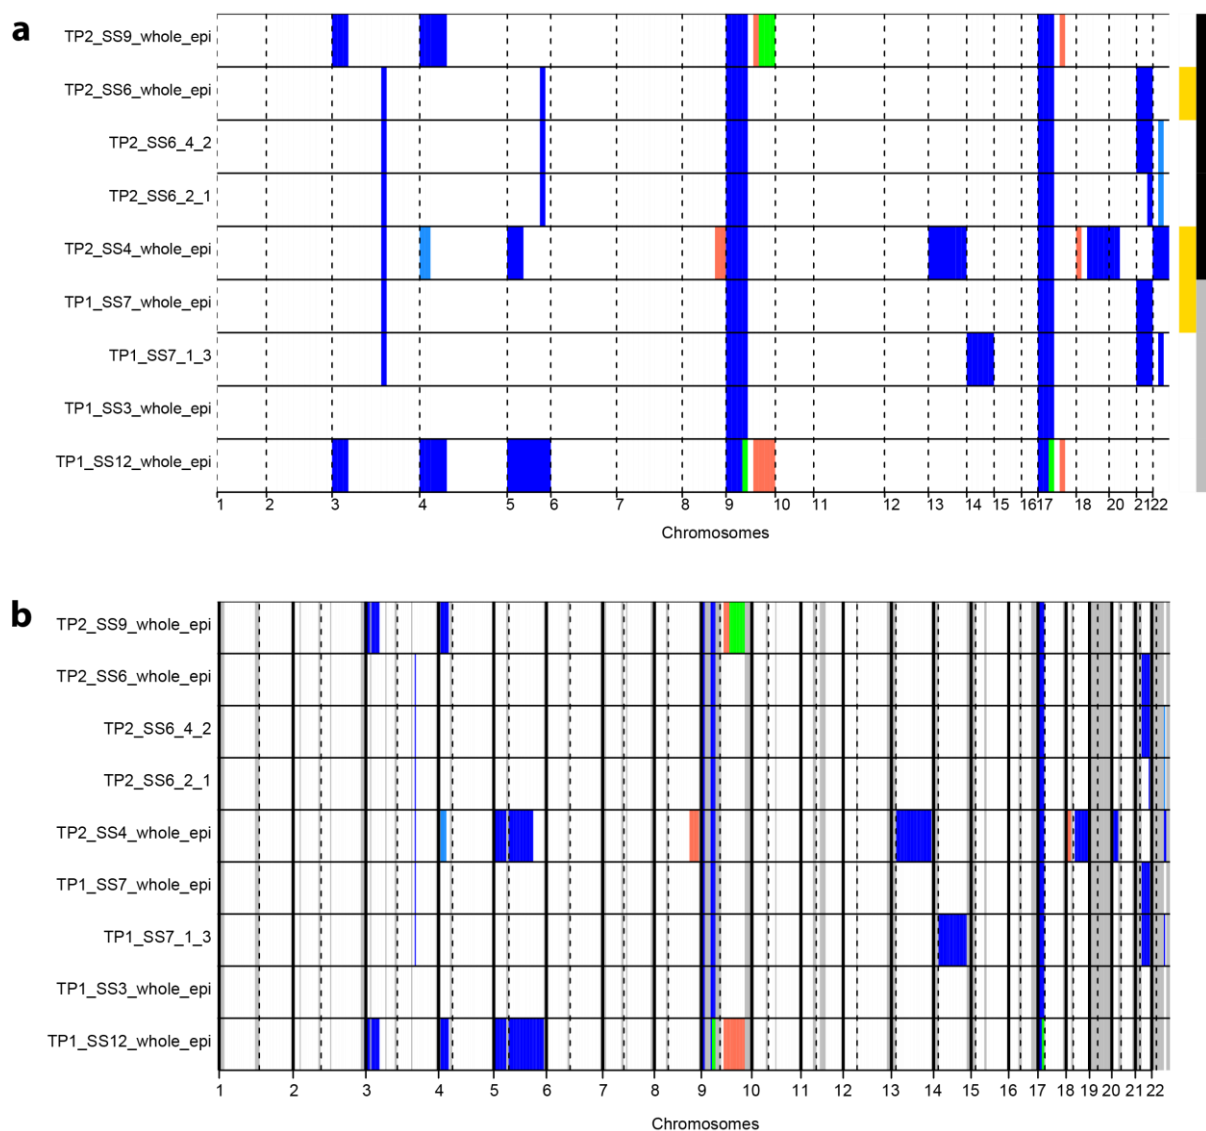 a
TP2_SS9_whole_epi
TP2_SS6_whole_epi
TP2_SS6_4_2
TP2_SS6_2_1
TP2_SS4_whole_epi
TP1_SS7_whole_epi
TP1_SS7_1_3
TP1_SS3_whole_epi
TP1_SS12_whole_epi
1 2 3 4 5 6 7 8 9 10 11 12 13 14 15 16 17 18 20 21 22
Chromosomes
b
TP2_SS9_whole_epi
TP2_SS6_whole_epi
TP2_SS6_4_2
TP2_SS6_2_1
TP2_SS4_whole_epi
TP1_SS7_whole_epi
TP1_SS7_1_3
TP1_SS3_whole_epi
TP1_SS12_whole_epi
1 2 3 4 5 6 7 8 9 10 11 12 13 14 15 16 17 18 19 20 21 22
Chromosomes